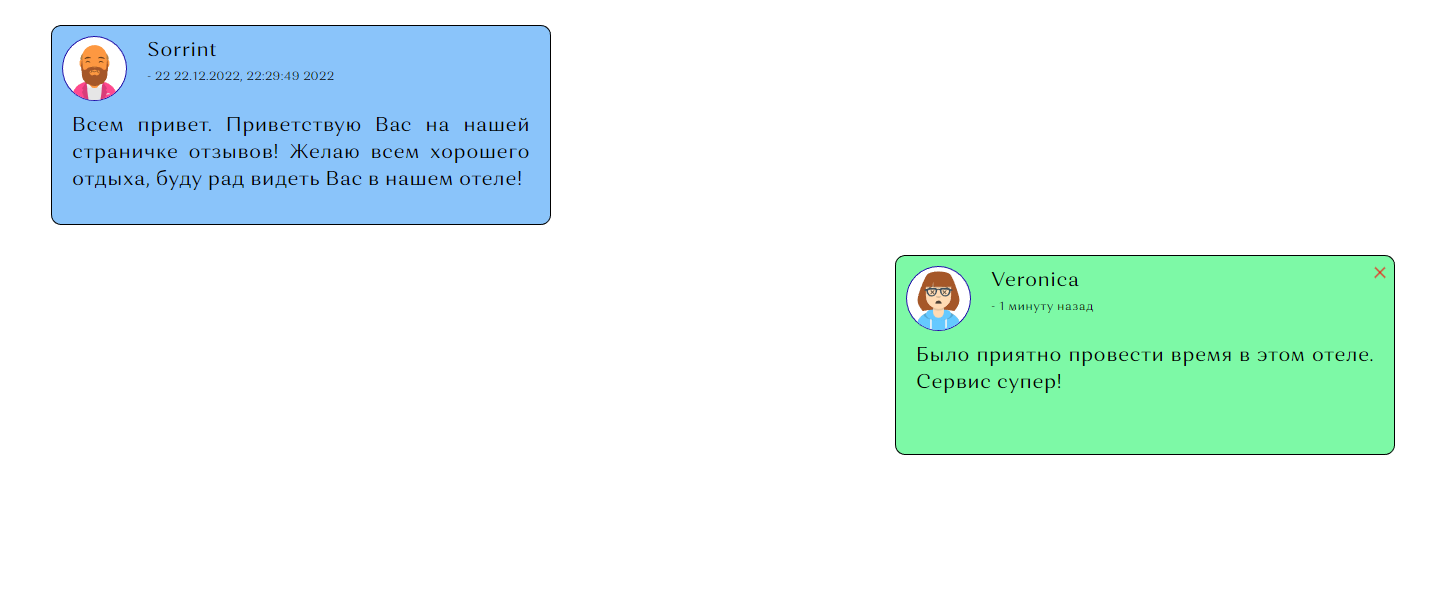 Sorrint
- 22 22.12.2022, 22:29:49 2022
Всем привет. Приветствую Вас на нашей
страничке отзывов! Желаю всем хорошего
отдыха, буду рад видеть Вас в нашем отеле!
Veronica
- 1 минуту назад
Было приятно провести время в этом отеле.
Сервис супер!